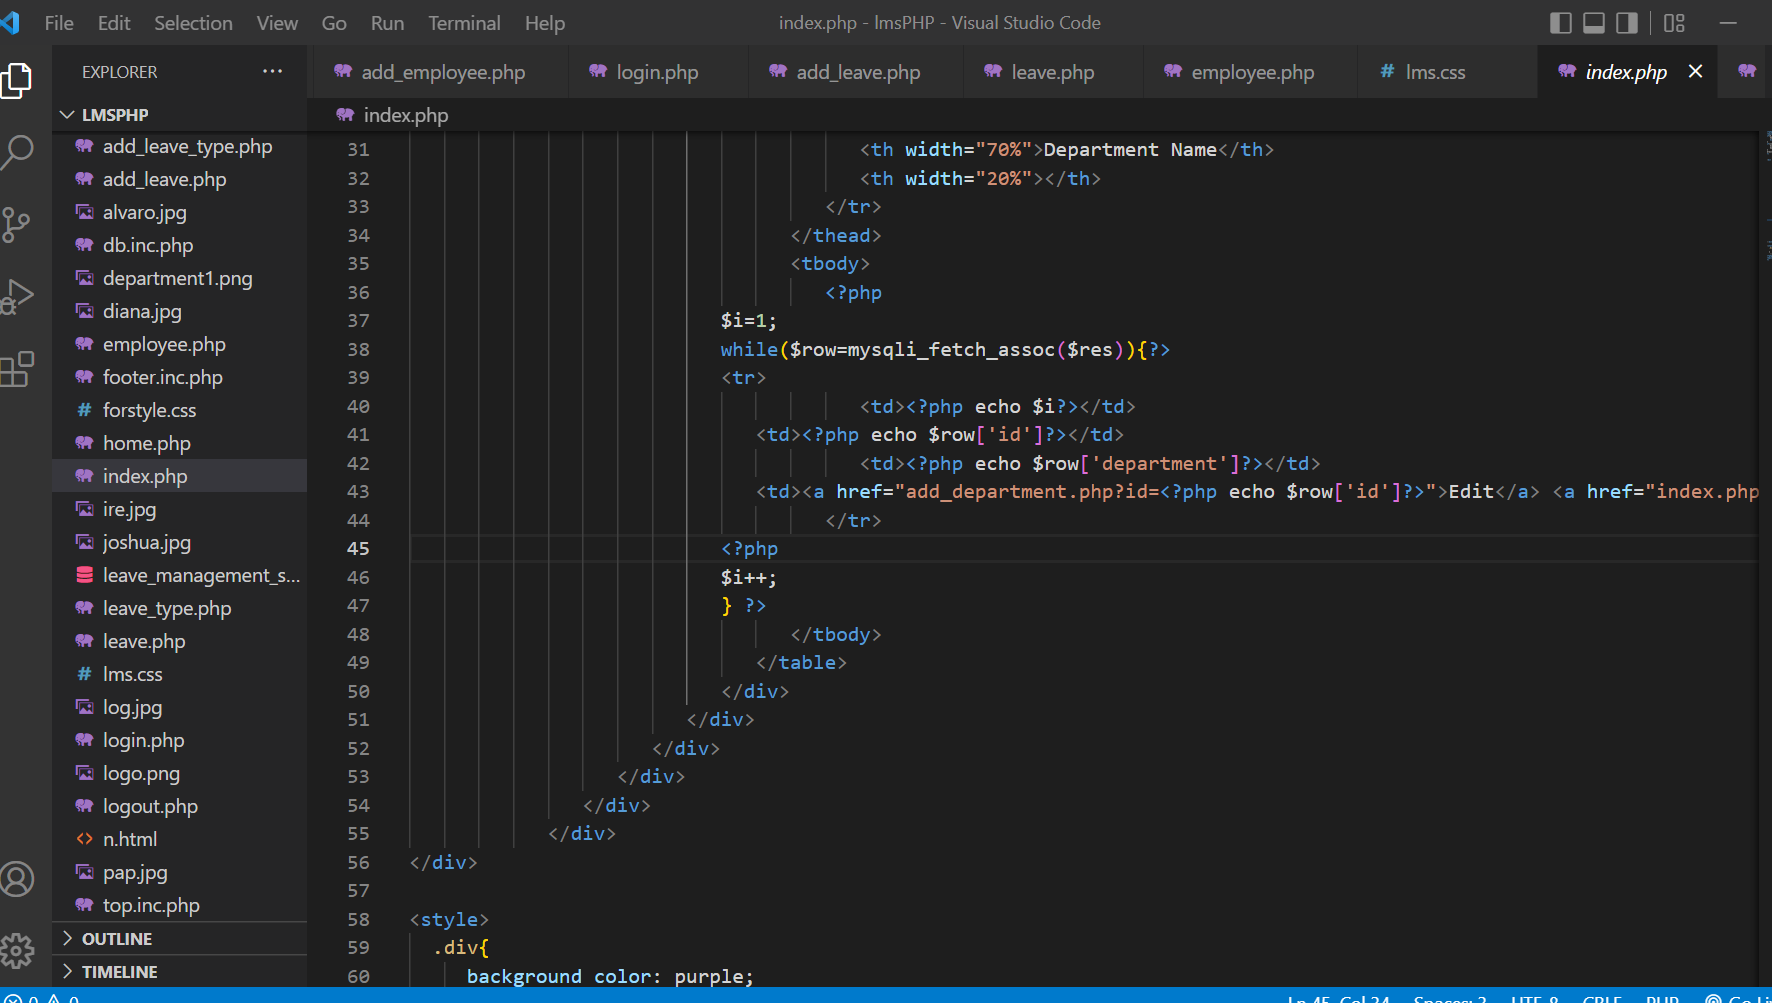 File Edit Selection View Go Run Terminal Help index.php - lmsPHP - Visual Studio Code
EXPLORER ··· add_employee.php login.php add_leave.php leave.php employee.php # lms.css index.php ×
LMSPHP
index.php
add_leave_type.php
add_leave.php
alvaro.jpg
db.inc.php
department1.png
diana.jpg
employee.php
footer.inc.php
# forstyle.css
home.php
index.php
ire.jpg
joshua.jpg
leave_management_s...
leave_type.php
leave.php
# lms.css
log.jpg
login.php
logo.png
logout.php
<> n.html
pap.jpg
top.inc.php
OUTLINE
TIMELINE
31 <th width="70%">Department Name</th>
32 <th width="20%"></th>
33 </tr>
34 </thead>
35 <tbody>
36 <?php
37 $i=1;
38 while($row=mysqli_fetch_assoc($res)){?>
39 <tr>
40 <td><?php echo $i?></td>
41 <td><?php echo $row['id']?></td>
42 <td><?php echo $row['department']?></td>
43 <td><a href="add_department.php?id=<?php echo $row['id']?>">Edit</a> <a href="index.php
44 </tr>
45 <?php
46 $i++;
47 } ?>
48 </tbody>
49 </table>
50 </div>
51 </div>
52 </div>
53 </div>
54 </div>
55 </div>
56 </div>
57
58 <style>
59 .div{
60 background color: purple;
0 0 Ln 45, Col 24 Spaces: 2 UTF-8 CRLF PHP Go Li